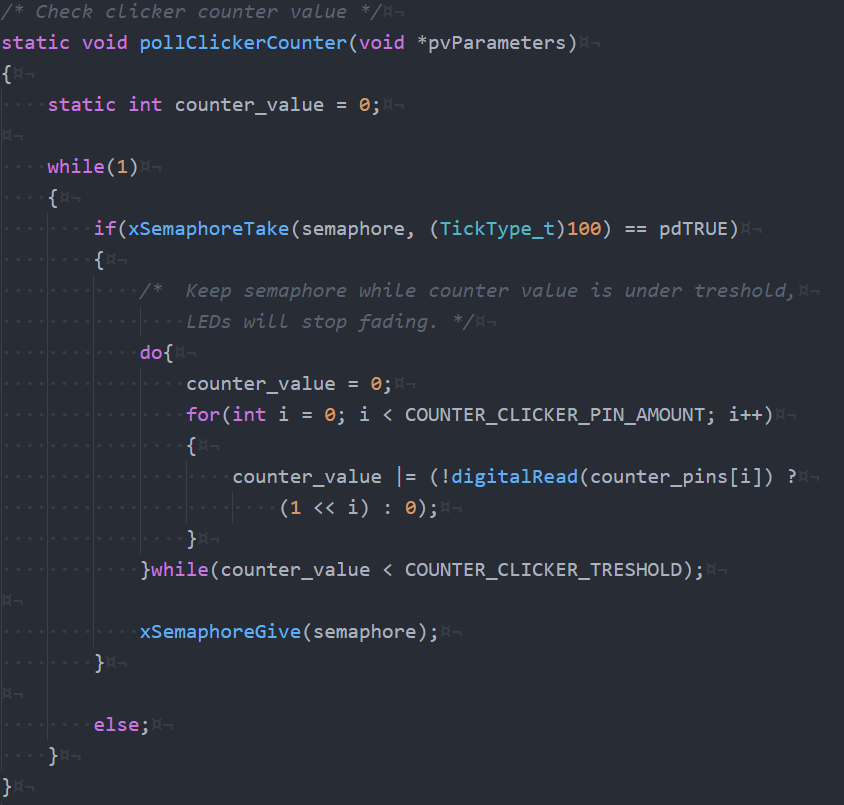 /* Check clicker counter value */
static void pollClickerCounter(void *pvParameters)
{
    static int counter_value = 0;

    while(1)
    {
        if(xSemaphoreTake(semaphore, (TickType_t)100) == pdTRUE)
        {
            /*  Keep semaphore while counter value is under treshold,
                LEDs will stop fading. */
            do{
                counter_value = 0;
                for(int i = 0; i < COUNTER_CLICKER_PIN_AMOUNT; i++)
                {
                    counter_value |= (!digitalRead(counter_pins[i]) ?
                        (1 << i) : 0);
                }
            }while(counter_value < COUNTER_CLICKER_TRESHOLD);

            xSemaphoreGive(semaphore);
        }

        else;
    }
}